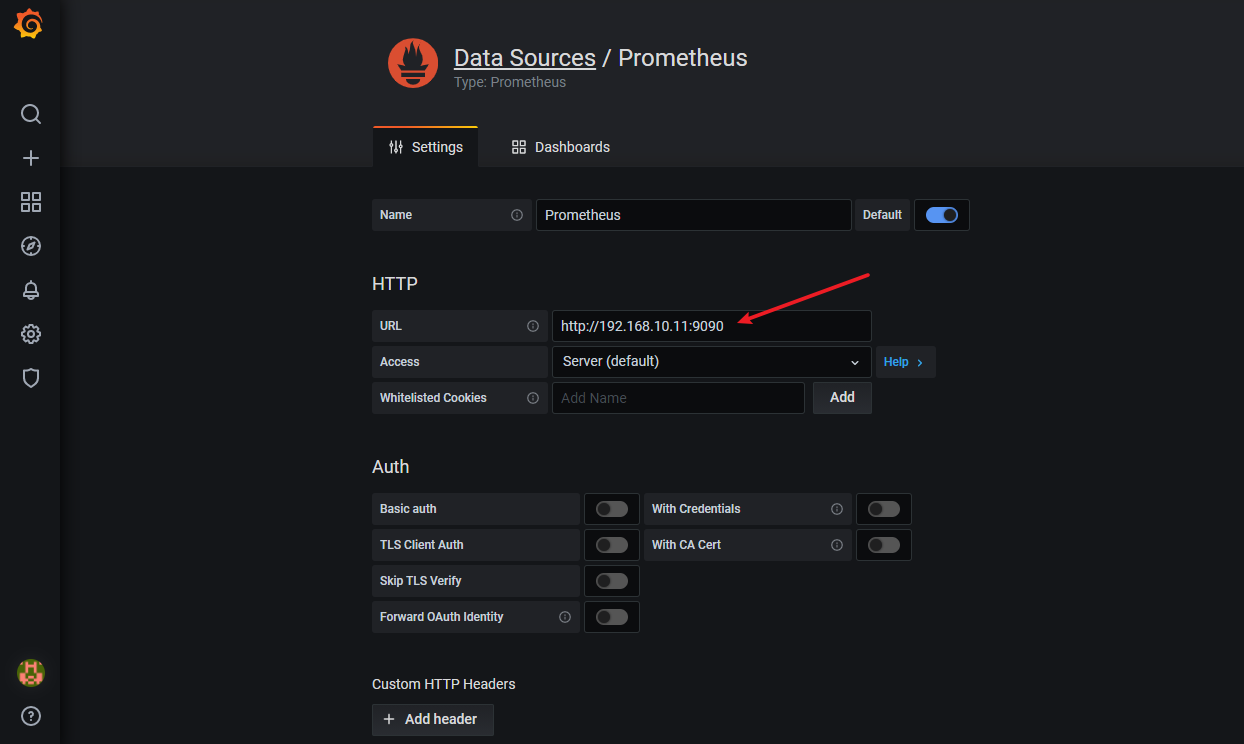 Data Sources / Prometheus
Type: Prometheus
Settings
Dashboards
Name
Prometheus
Default
HTTP
URL
http://192.168.10.11:9090
Access
Server (default)
Help
Whitelisted Cookies
Add Name
Add
Auth
Basic auth
With Credentials
TLS Client Auth
With CA Cert
Skip TLS Verify
Forward OAuth Identity
Custom HTTP Headers
Add header